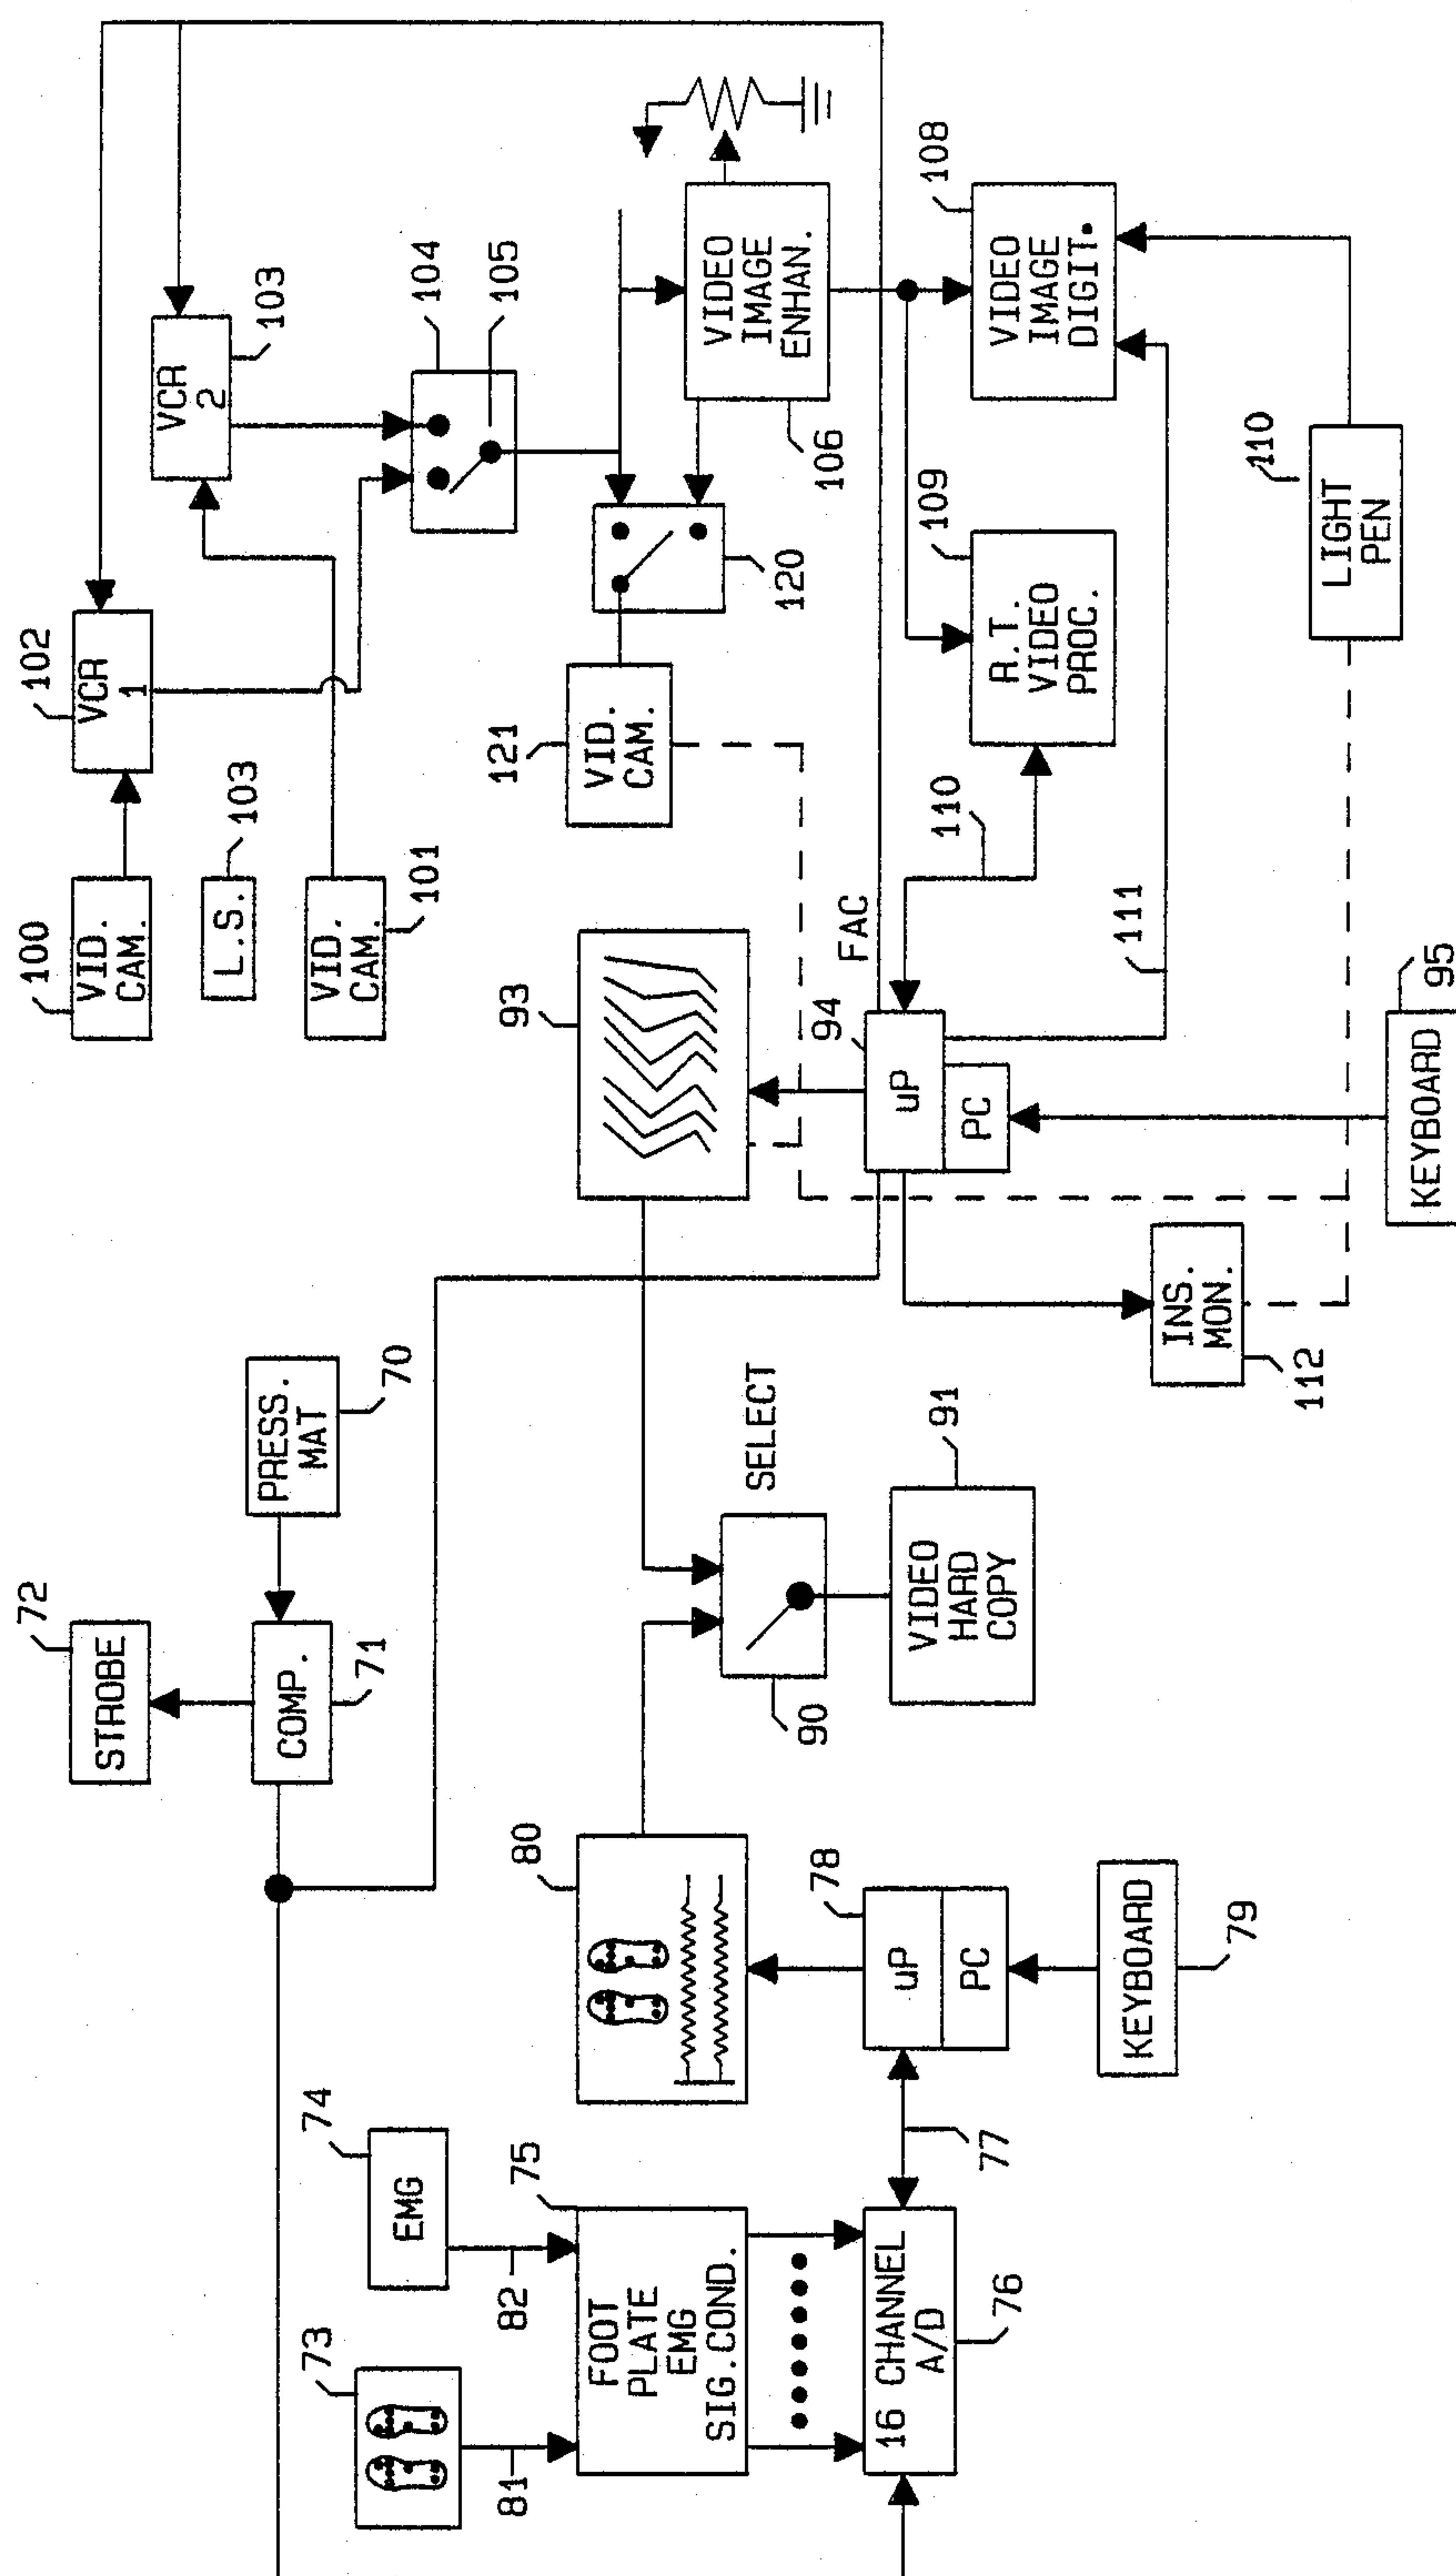 72
STROBE
COMP.
71
PRESS.
MAT
70
100
VID.
CAM.
L.S.
103
VID.
CAM.
101
102
VCR
1
VCR
2
103
104
105
73
81
74
EMG
82
75
FOOT
PLATE
EMG
SIG.COND.
16 CHANNEL
A/D
76
77
80
78
uP
PC
KEYBOARD
79
SELECT
90
VIDEO
HARD
COPY
91
93
94
FAC
uP
PC
KEYBOARD
95
INS.
MON.
112
121
VID.
CAM.
120
VIDEO
IMAGE
ENHAN.
106
110
109
R.T.
VIDEO
PROC.
108
VIDEO
IMAGE
DIGIT.
111
110
LIGHT
PEN